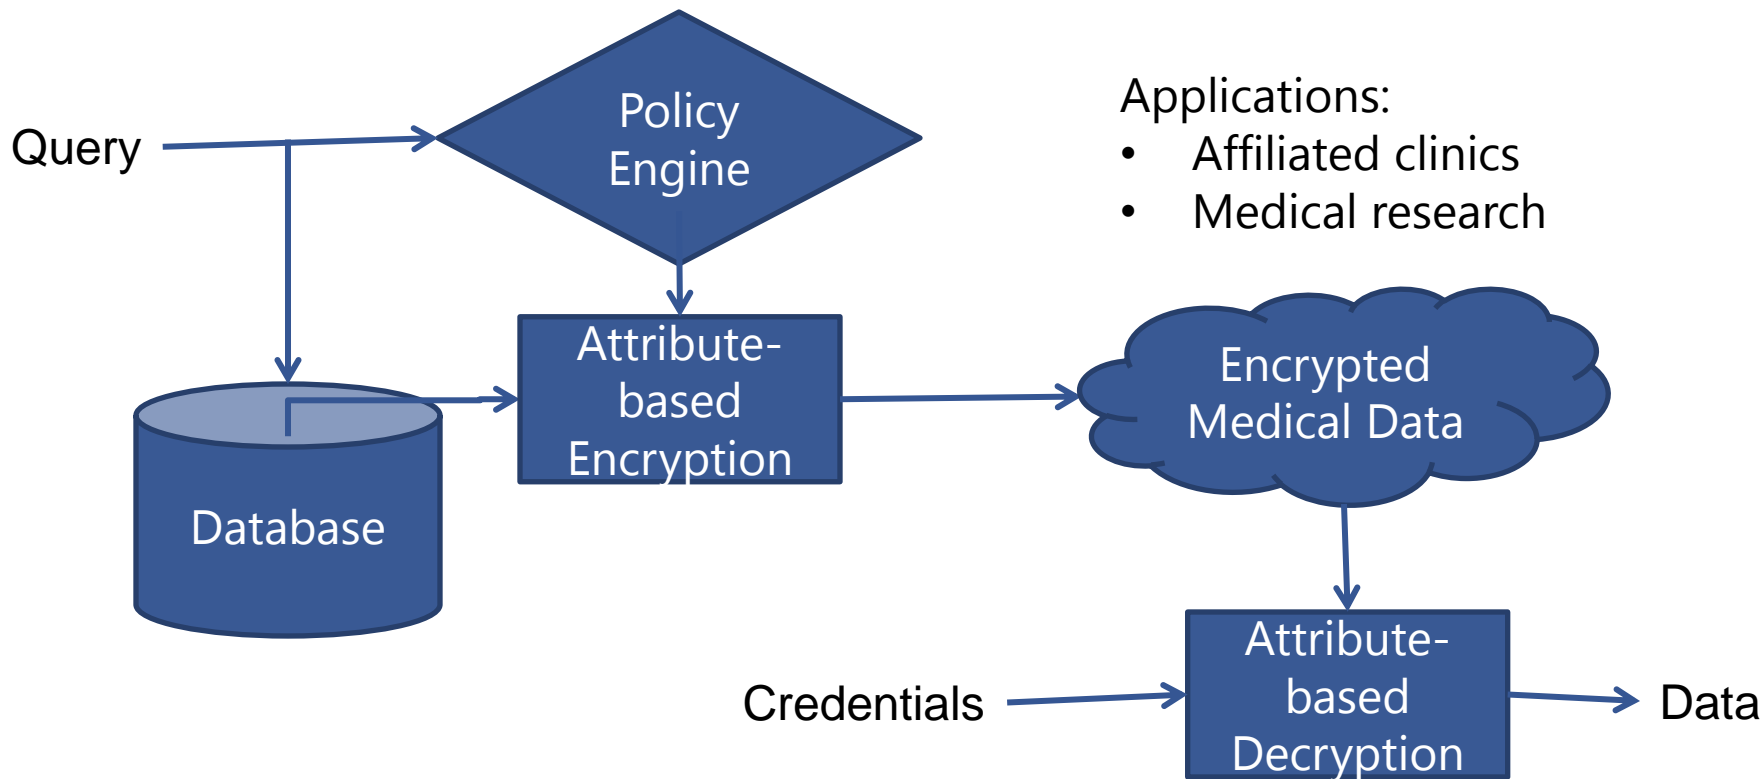 Policy
Engine
Query
Applications:
• Affiliated clinics
• Medical research
Attribute-
based
Encryption
Encrypted
Medical Data
Database
Attribute-
based
Decryption
Credentials
Data